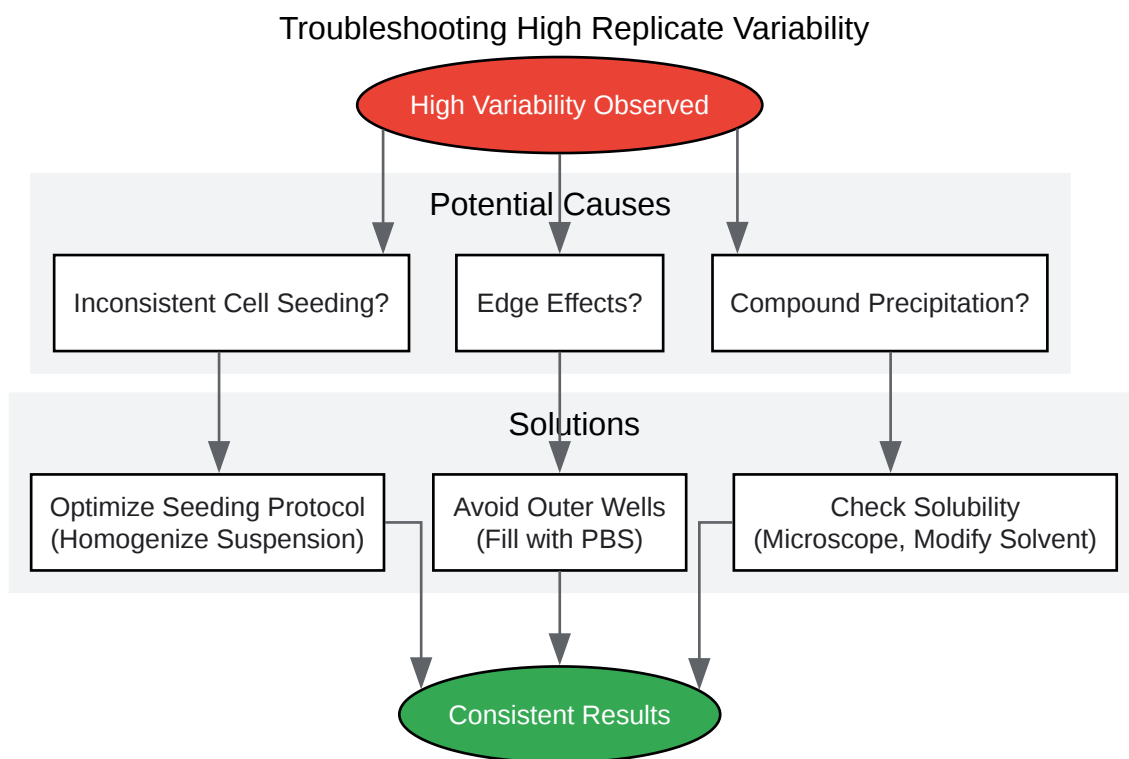 Troubleshooting High Replicate Variability
High Variability Observed
Potential Causes
Inconsistent Cell Seeding?
Edge Effects?
Compound Precipitation?
Solutions
Optimize Seeding Protocol
(Homogenize Suspension)
Avoid Outer Wells
(Fill with PBS)
Check Solubility
(Microscope, Modify Solvent)
Consistent Results